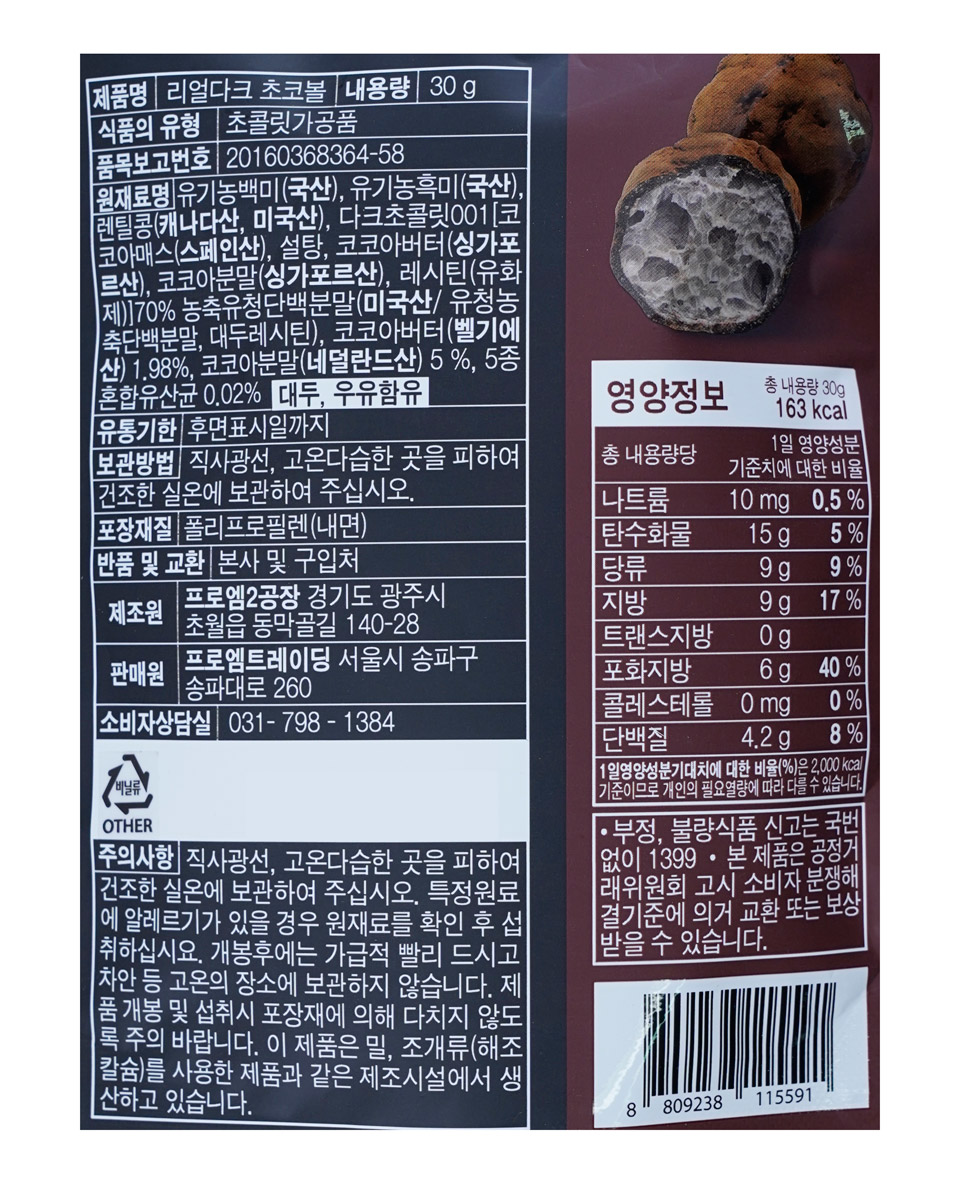 제품명 리얼다크 초코볼 내용량 30 g
식품의 유형 초콜릿가공품
품목보고번호 20160368364-58
원재료명 유기농백미(국산), 유기농흑미(국산),
렌틸콩(캐나다산, 미국산), 다크초콜릿001 [코
코아매스(스페인산), 설탕, 코코아버터(싱가포
르산), 코코아분말(싱가포르산), 레시틴(유화
제)]70% 농축유청단백분말(미국산/ 유청농
축단백분말, 대두레시틴), 코코아버터(벨기에
산) 1.98%, 코코아분말(네덜란드산) 5 %, 5종
혼합유산균 0.02% 대두, 우유함유
유통기한 후면표시일까지
보관방법 직사광선, 고온다습한 곳을 피하여
건조한 실온에 보관하여 주십시오.
포장재질 폴리프로필렌(내면)
반품 및 교환 본사 및 구입처
제조원 프로엠2공장 경기도 광주시
초월읍 동막골길 140-28
판매원 프로엠트레이딩 서울시 송파구
송파대로 260
소비자상담실 031- 798 - 1384
비닐류
OTHER
주의사항 직사광선, 고온다습한 곳을 피하여
건조한 실온에 보관하여 주십시오. 특정원료
에 알레르기가 있을 경우 원재료를 확인 후 섭
취하십시요. 개봉후에는 가급적 빨리 드시고
차안 등 고온의 장소에 보관하지 않습니다. 제
품 개봉 및 섭취시 포장재에 의해 다치지 않도
록 주의 바랍니다. 이 제품은 밀, 조개류(해조
칼슘)를 사용한 제품과 같은 제조시설에서 생
산하고 있습니다.
영양정보 총 내용량 30g
163 kcal
총 내용량당 1일 영양성분
기준치에 대한 비율
나트륨 10 mg 0.5 %
탄수화물 15 g 5 %
당류 9 g 9 %
지방 9 g 17 %
트랜스지방 0 g
포화지방 6 g 40 %
콜레스테롤 0 mg 0 %
단백질 4.2 g 8 %
1일영양성분기대치에 대한 비율(%)은 2,000 kcal
기준이므로 개인의 필요열량에 따라 다를 수 있습니다.
• 부정, 불량식품 신고는 국번
없이 1399 • 본 제품은 공정거
래위원회 고시 소비자 분쟁해
결기준에 의거 교환 또는 보상
받을 수 있습니다.
8 809238 115591